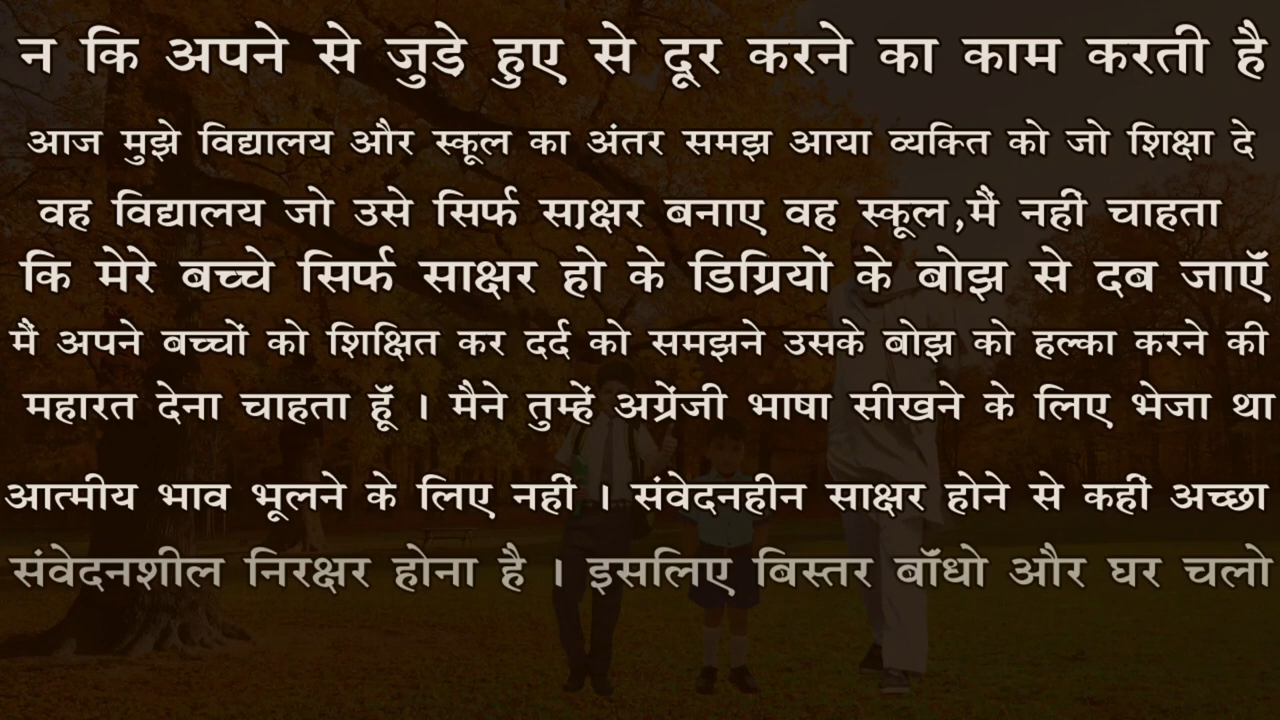 न कि अपने से जुड़े हुए से दूर करने का काम करती है
आज मुझे विद्यालय और स्कूल का अंतर समझ आया व्यक्ति को जो शिक्षा दे
वह विद्यालय जो उसे सिर्फ साक्षर बनाए वह स्कूल,मैं नहीं चाहता
कि मेरे बच्चे सिर्फ साक्षर हो के डिग्रियों के बोझ से दब जाएँ
मैं अपने बच्चों को शिक्षित कर दर्द को समझने उसके बोझ को हल्का करने की
महारत देना चाहता हूँ । मैने तुम्हें अग्रेंजी भाषा सीखने के लिए भेजा था
आत्मीय भाव भूलने के लिए नहीं । संवेदनहीन साक्षर होने से कहीं अच्छा
संवेदनशील निरक्षर होना है । इसलिए बिस्तर बाँधो और घर चलो